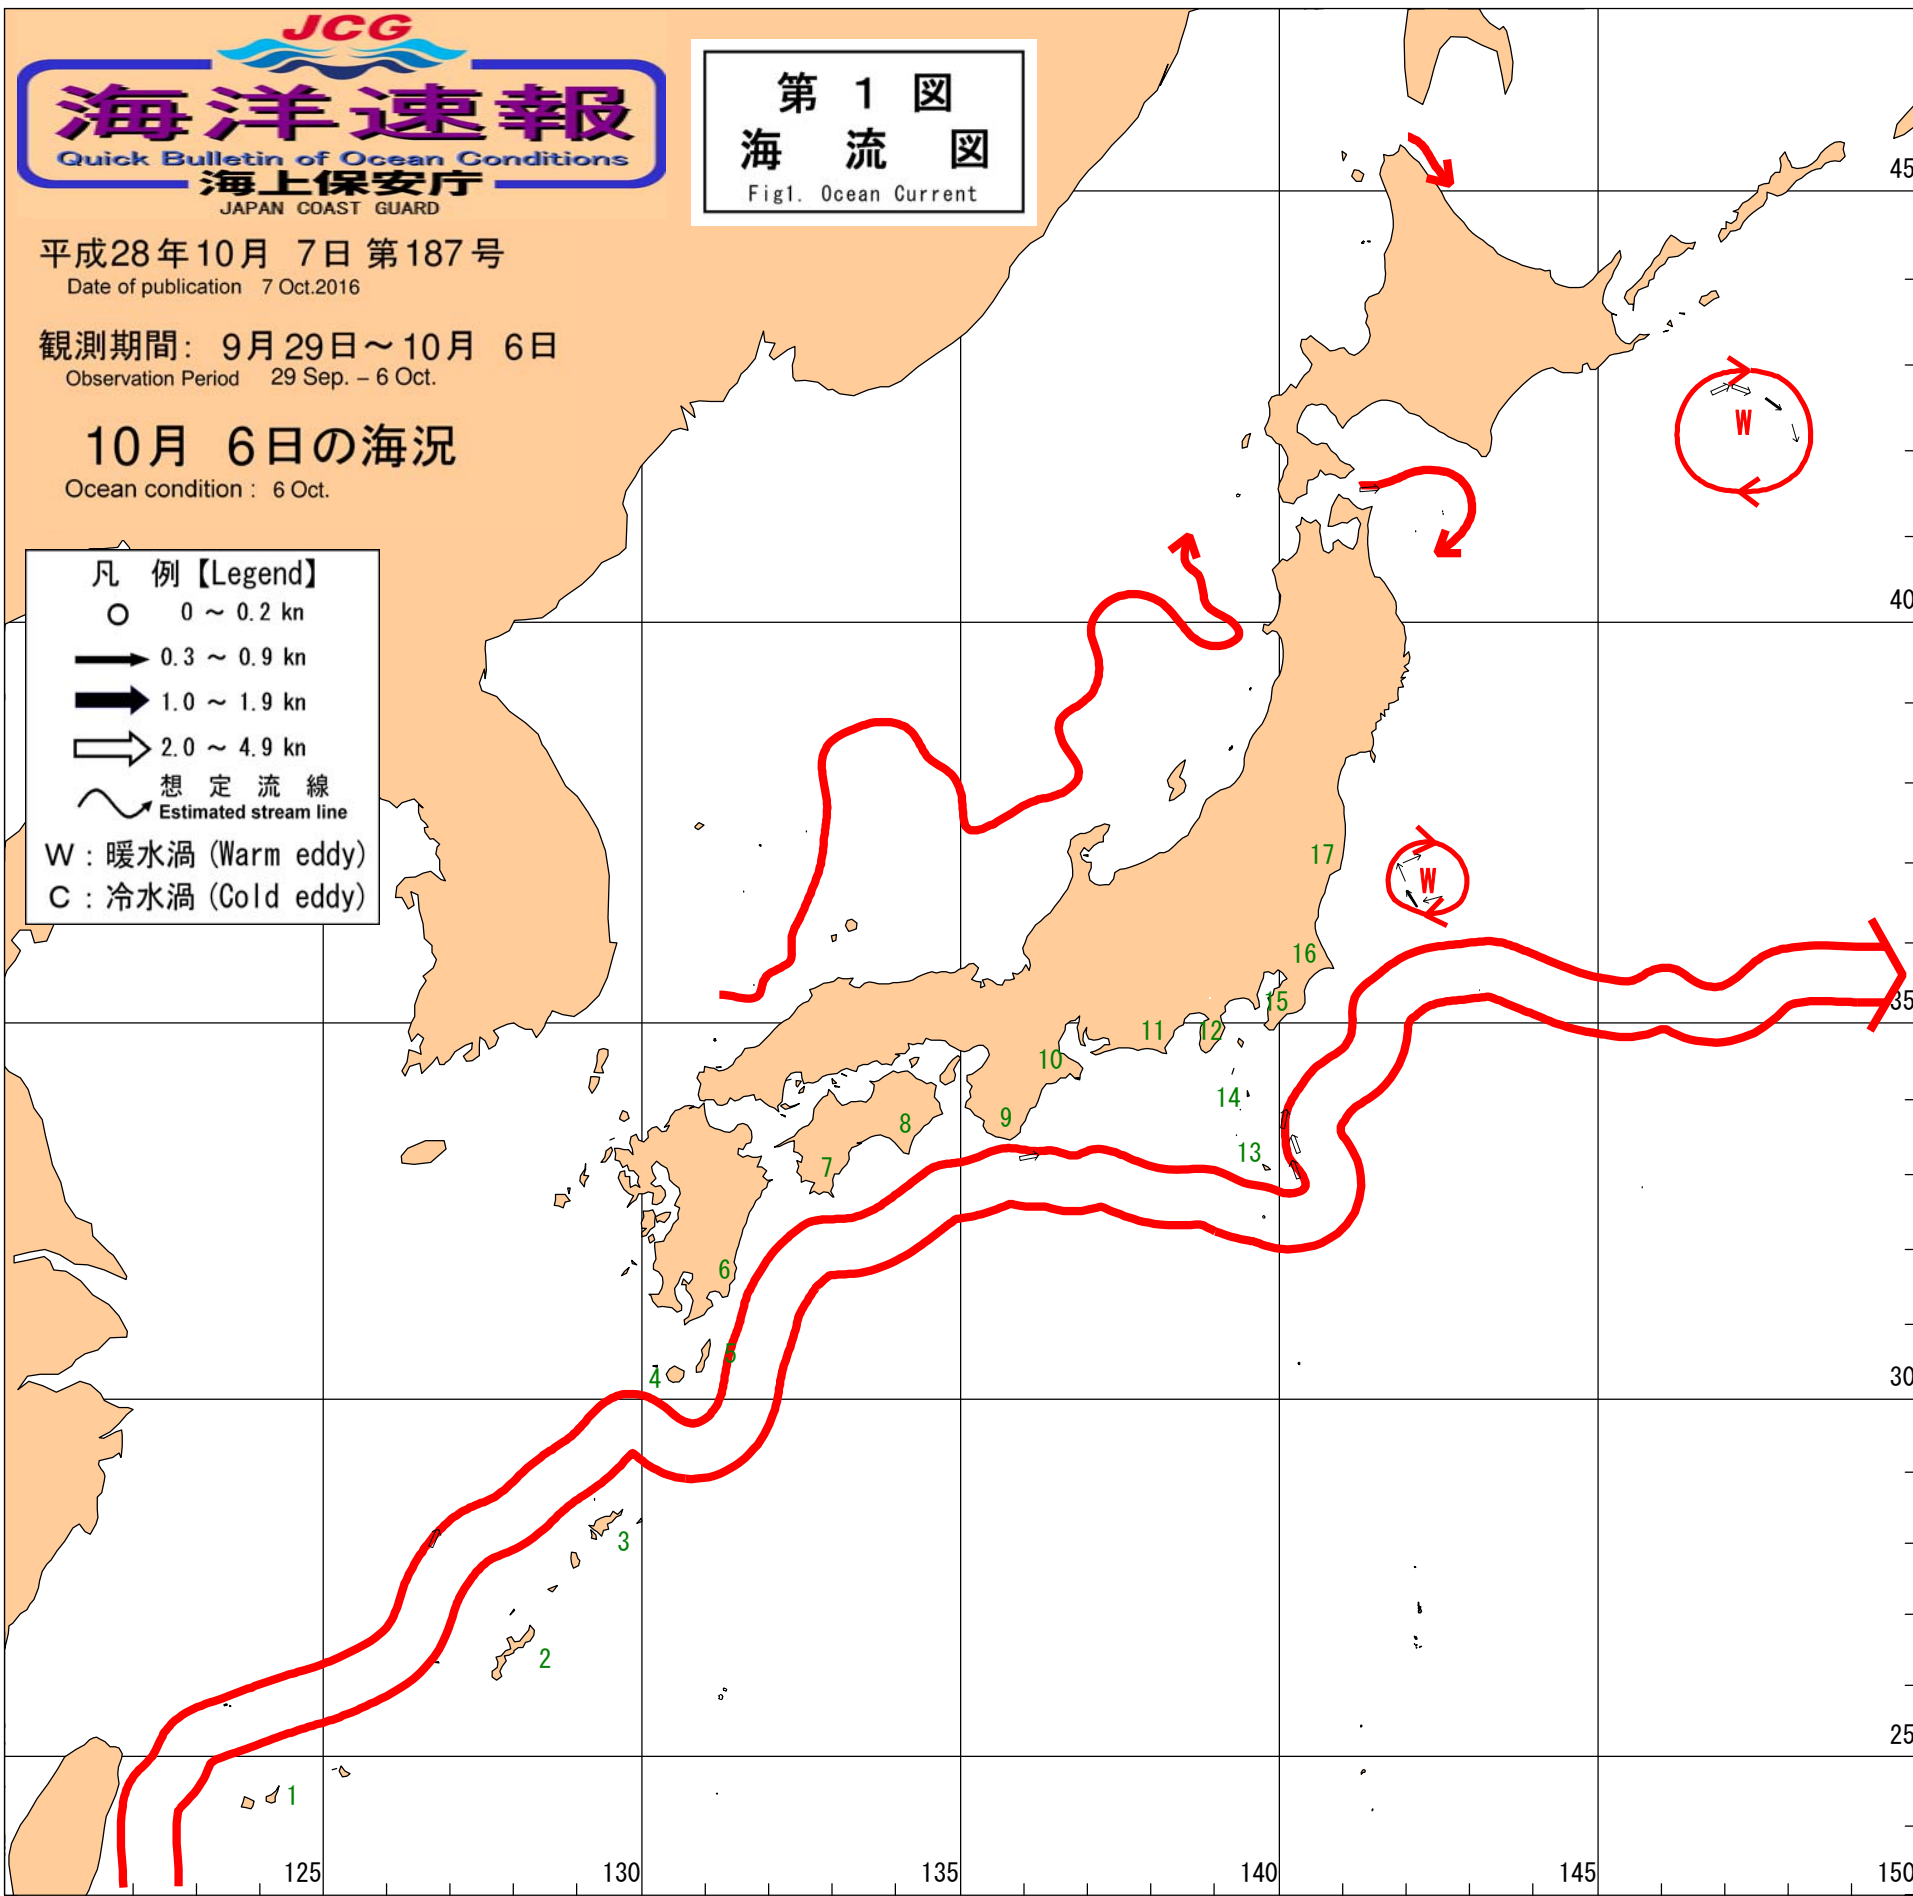 JCG
海洋速報
Quick Bulletin of Ocean Conditions
海上保安庁
JAPAN COAST GUARD
第 1 図
海 流 図
Fig1. Ocean Current
平成28年10月 7日 第187号
Date of publication 7 Oct.2016
観測期間: 9月29日~10月 6日
Observation Period 29 Sep. – 6 Oct.
10月 6日の海況
Ocean condition : 6 Oct.
凡 例【Legend】
0 ~ 0.2 kn
0.3 ~ 0.9 kn
1.0 ~ 1.9 kn
2.0 ~ 4.9 kn
想 定 流 線
Estimated stream line
W : 暖水渦 (Warm eddy)
C : 冷水渦 (Cold eddy)
45
W
40
17
W
16
35
15
12
11
10
14
9
8
13
7
6
5
4
30
3
2
25
1
125
130
135
140
145
150